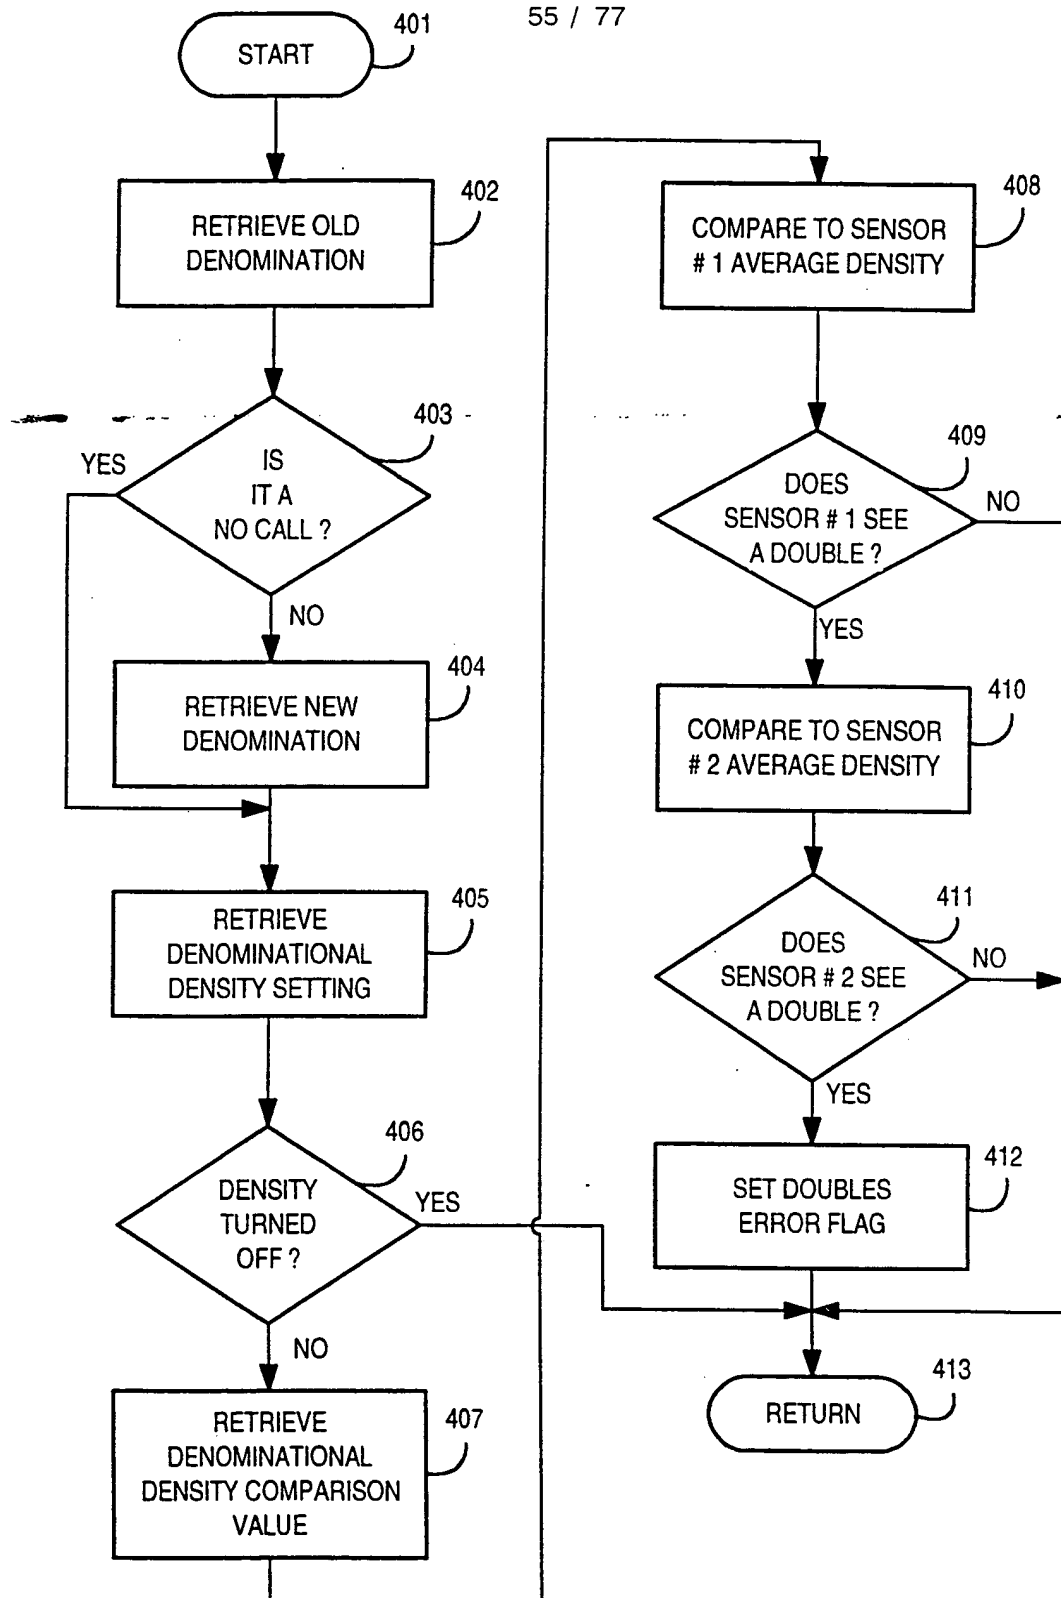 55 / 77
START
401
RETRIEVE OLD
DENOMINATION
402
IS
IT A
NO CALL ?
403
YES
NO
RETRIEVE NEW
DENOMINATION
404
RETRIEVE
DENOMINATIONAL
DENSITY SETTING
405
DENSITY
TURNED
OFF ?
406
YES
NO
RETRIEVE
DENOMINATIONAL
DENSITY COMPARISON
VALUE
407
COMPARE TO SENSOR
# 1 AVERAGE DENSITY
408
DOES
SENSOR # 1 SEE
A DOUBLE ?
409
NO
YES
COMPARE TO SENSOR
# 2 AVERAGE DENSITY
410
DOES
SENSOR # 2 SEE
A DOUBLE ?
411
NO
YES
SET DOUBLES
ERROR FLAG
412
RETURN
413